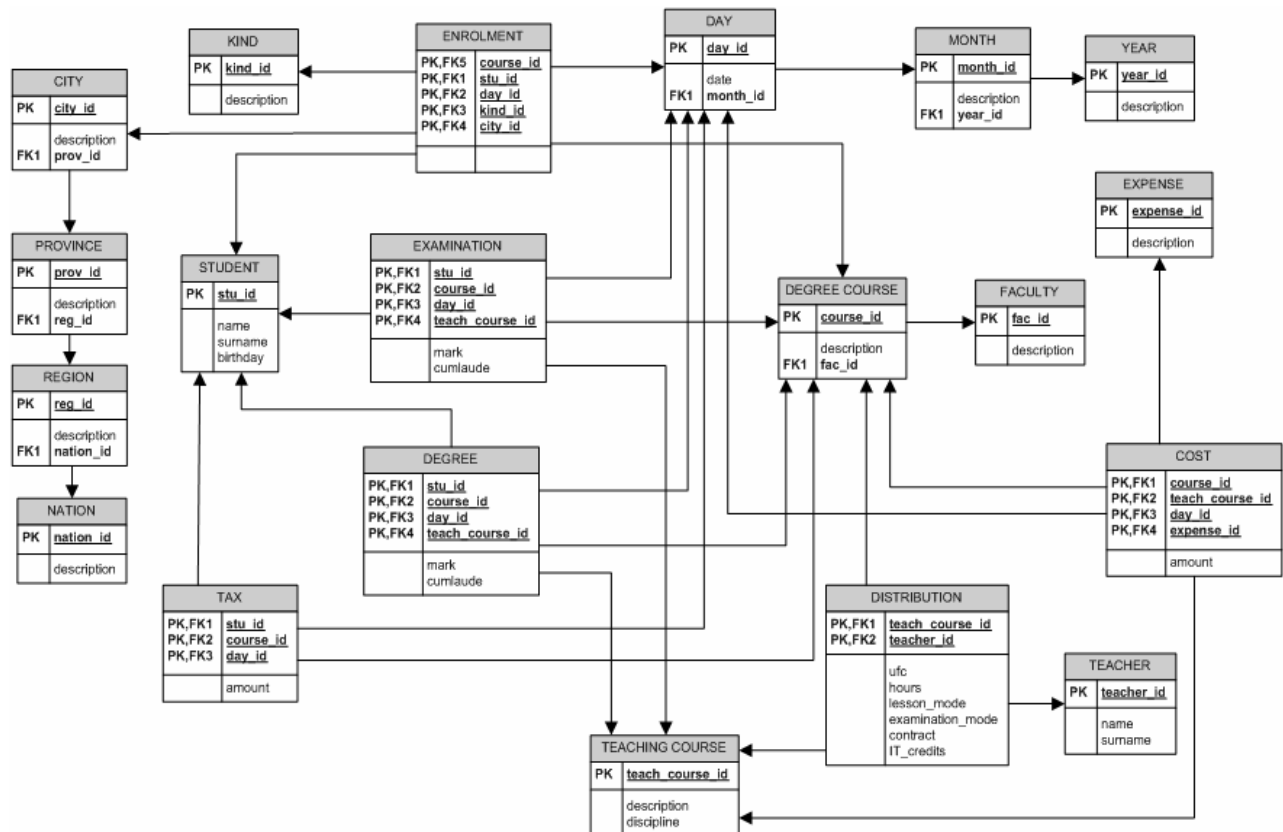 KIND
PK kind_id
description
ENROLMENT
PK,FK5 course_id
PK,FK1 stu_id
PK,FK2 day_id
PK,FK3 kind_id
PK,FK4 city_id
DAY
PK day_id
date
FK1 month_id
MONTH
PK month_id
description
FK1 year_id
YEAR
PK year_id
description
CITY
PK city_id
description
FK1 prov_id
EXPENSE
PK expense_id
description
PROVINCE
PK prov_id
description
FK1 reg_id
STUDENT
PK stu_id
name
surname
birthday
EXAMINATION
PK,FK1 stu_id
PK,FK2 course_id
PK,FK3 day_id
PK,FK4 teach_course_id
mark
cumlaude
DEGREE COURSE
PK course_id
description
FK1 fac_id
FACULTY
PK fac_id
description
REGION
PK reg_id
description
FK1 nation_id
DEGREE
PK,FK1 stu_id
PK,FK2 course_id
PK,FK3 day_id
PK,FK4 teach_course_id
mark
cumlaude
COST
PK,FK1 course_id
PK,FK2 teach_course_id
PK,FK3 day_id
PK,FK4 expense_id
amount
NATION
PK nation_id
description
TAX
PK,FK1 stu_id
PK,FK2 course_id
PK,FK3 day_id
amount
DISTRIBUTION
PK,FK1 teach_course_id
PK,FK2 teacher_id
ufc
hours
lesson_mode
examination_mode
contract
IT_credits
TEACHER
PK teacher_id
name
surname
TEACHING COURSE
PK teach_course_id
description
discipline